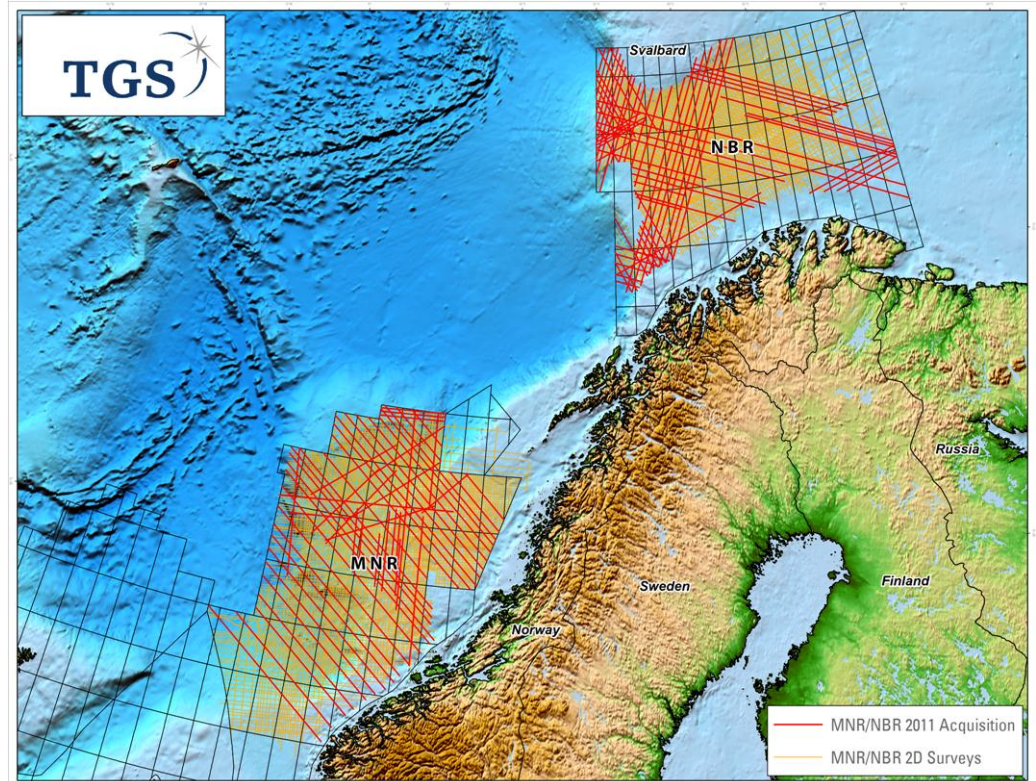 TGS
Svalbard
NBR
Russia
MNR
Sweden
Finland
Norway
MNR/NBR 2011 Acquisition
MNR/NBR 2D Surveys